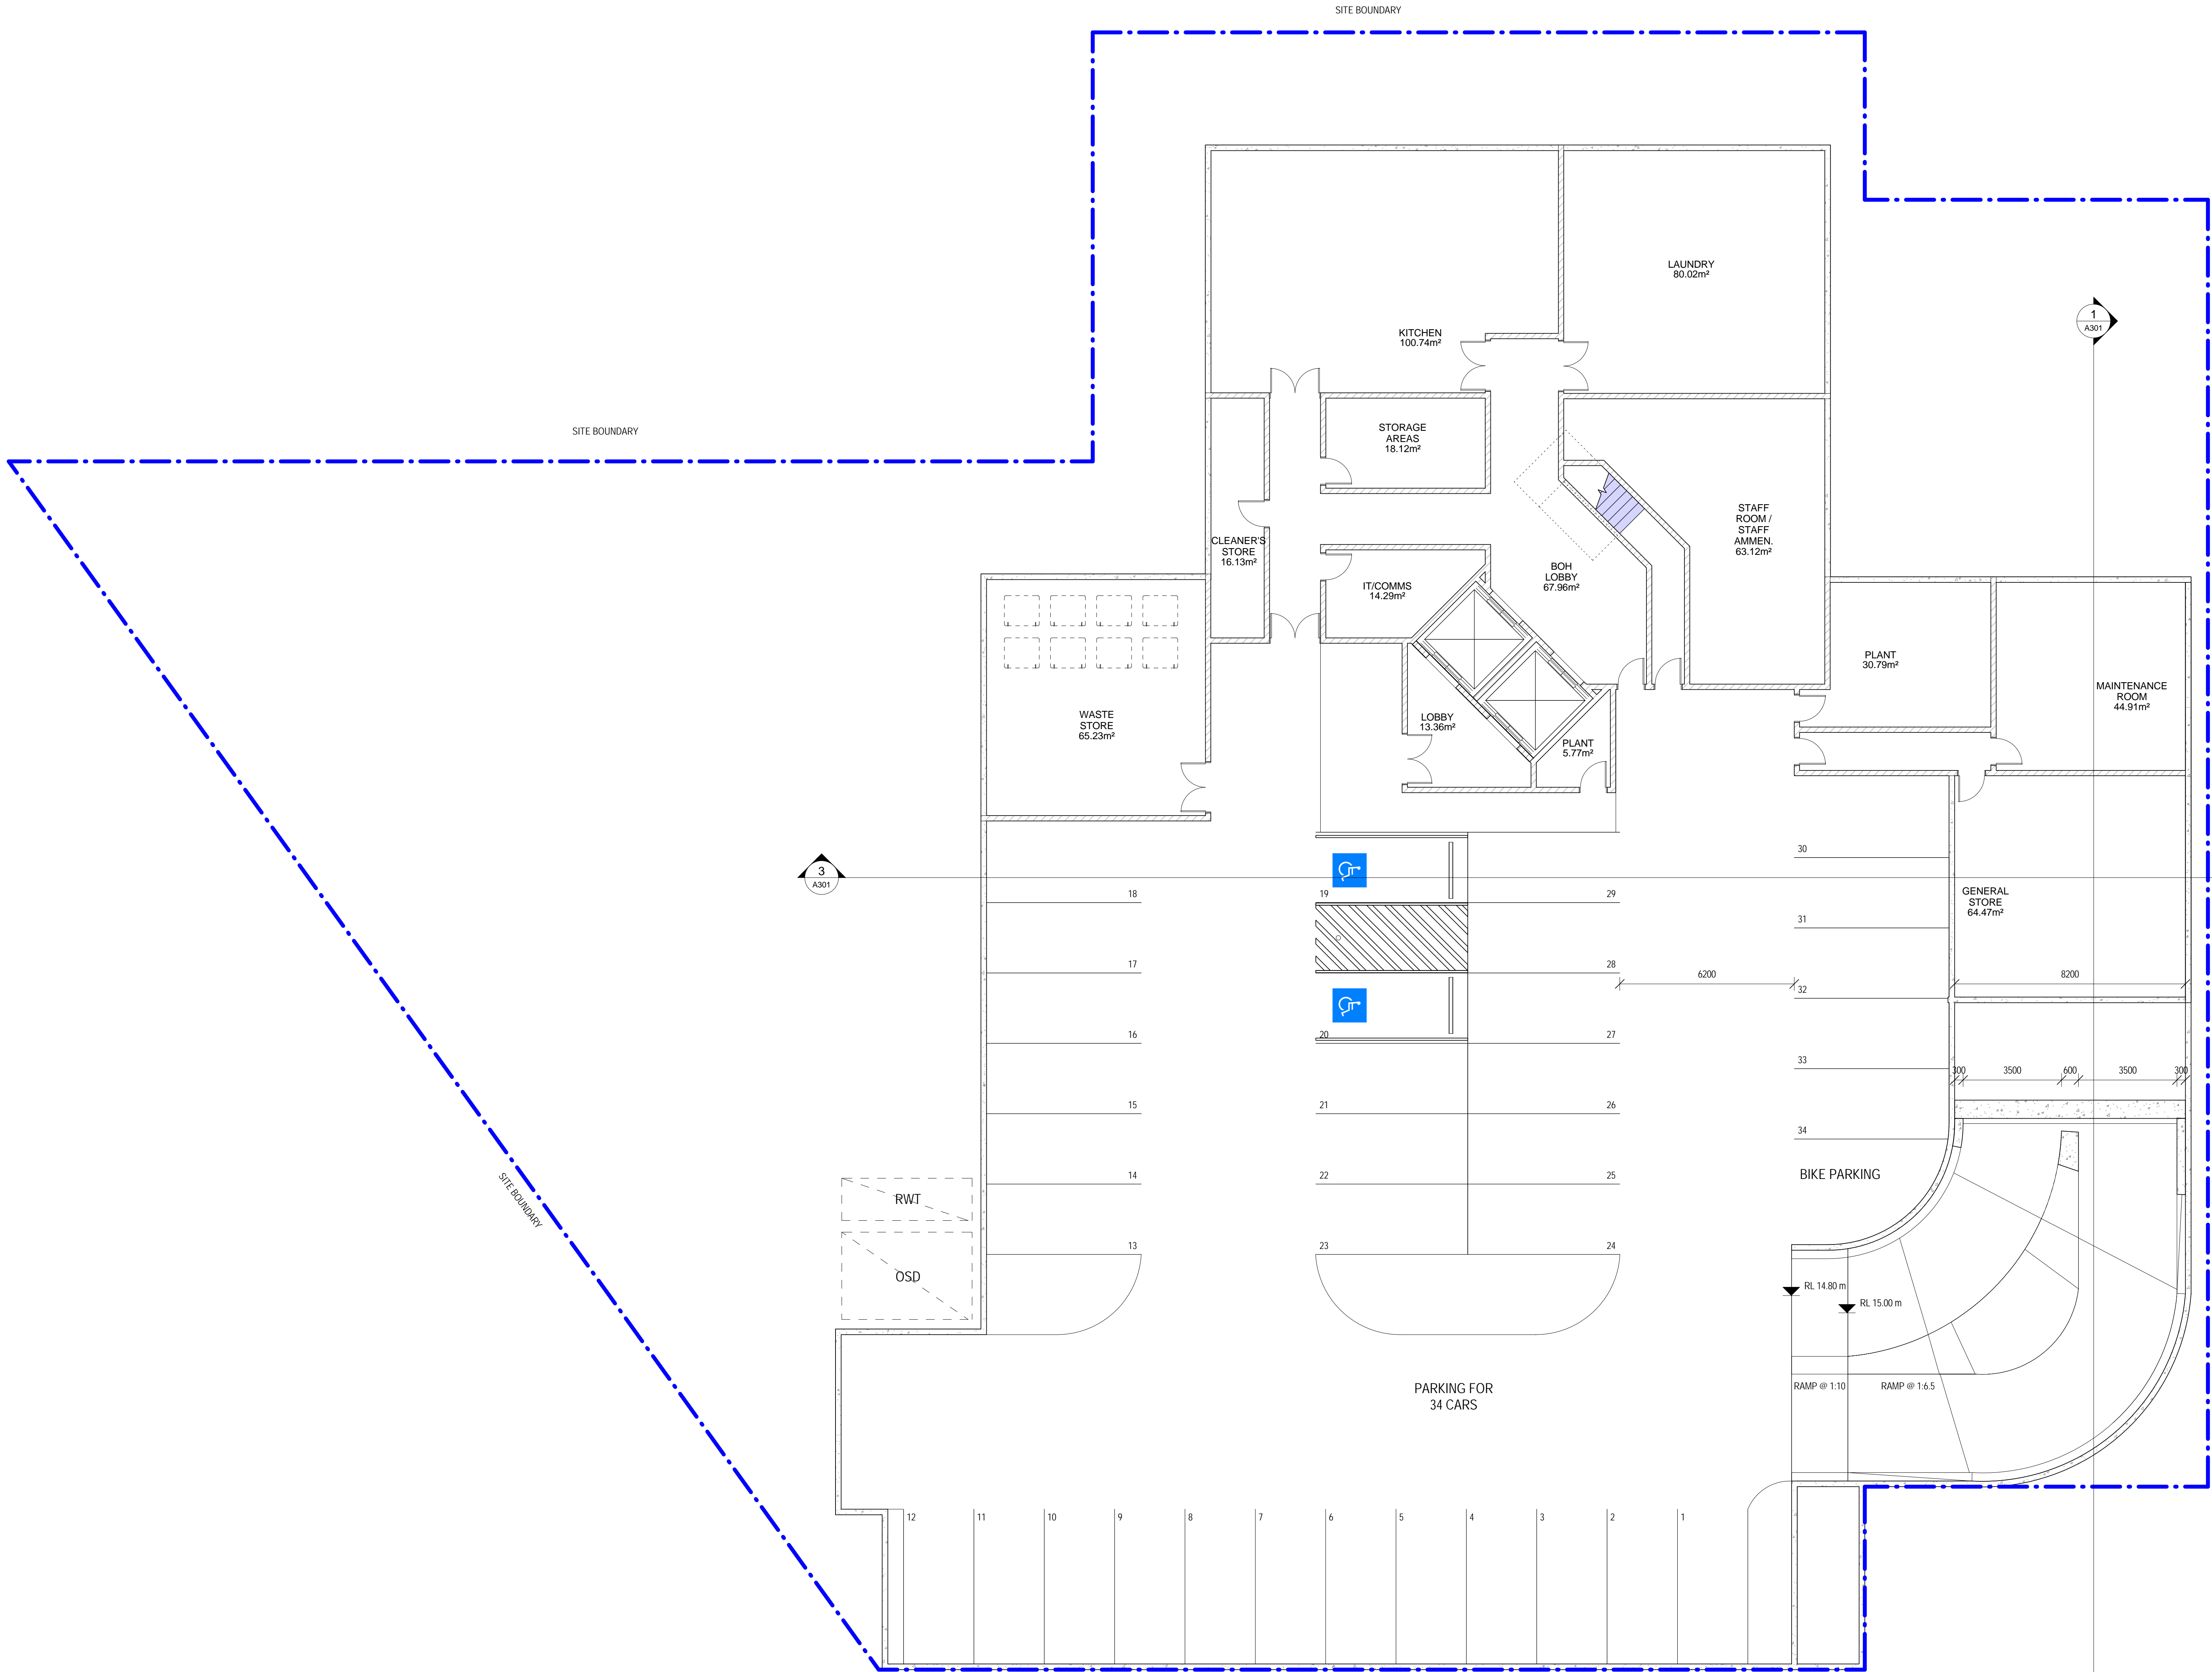 SITE BOUNDARY
LAUNDRY
80.02m²
1
A301
KITCHEN
100.74m²
SITE BOUNDARY
STORAGE
AREAS
18.12m²
STAFF
ROOM /
STAFF
AMMEN.
63.12m²
CLEANER'S
STORE
16.13m²
BOH
LOBBY
67.96m²
IT/COMMS
14.29m²
PLANT
30.79m²
MAINTENANCE
ROOM
44.91m²
WASTE
STORE
65.23m²
LOBBY
13.36m²
PLANT
5.77m²
30
3
A301
18
19
29
GENERAL
STORE
64.47m²
31
17
28
6200
8200
32
16
20
27
33
300
3500
600
3500
300
15
21
26
34
14
22
25
BIKE PARKING
SITE BOUNDARY
RWT
13
23
24
OSD
RL 14.80 m
RL 15.00 m
PARKING FOR
34 CARS
RAMP @ 1:10
RAMP @ 1:6.5
12
11
10
9
8
7
6
5
4
3
2
1